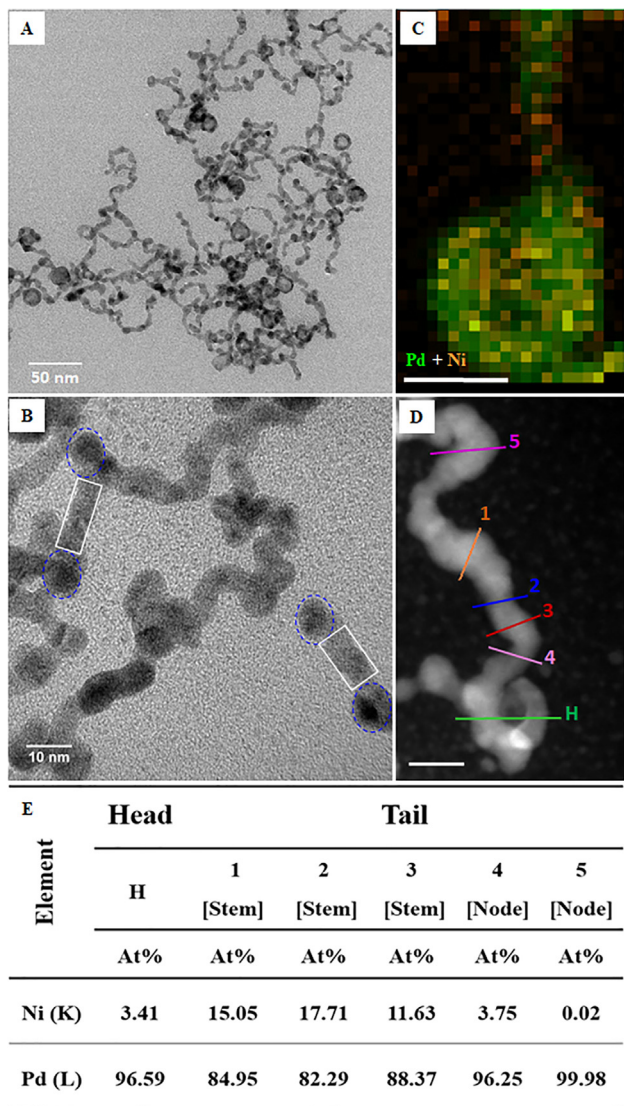 A
50 nm
C
Pd + Ni
B
10 nm
D
5
1
2
3
4
H
E
Head Tail
Element
H 1 2 3 4 5
[Stem] [Stem] [Stem] [Node] [Node]
At% At% At% At% At% At%
Ni (K) 3.41 15.05 17.71 11.63 3.75 0.02
Pd (L) 96.59 84.95 82.29 88.37 96.25 99.98